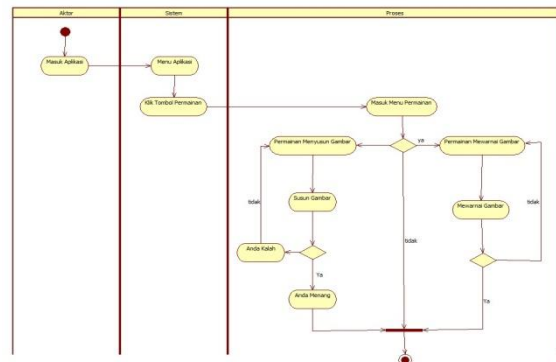 Aktor
Sistem
Proses
Masuk Aplikasi
Menu Aplikasi
Klik Tombol Permainan
Masuk Menu Permainan
ya
Permainan Menyusun Gambar
Permainan Mewarnai Gambar
Susun Gambar
Mewarnai Gambar
tidak
tidak
tidak
Anda Kalah
Ya
Ya
Anda Menang